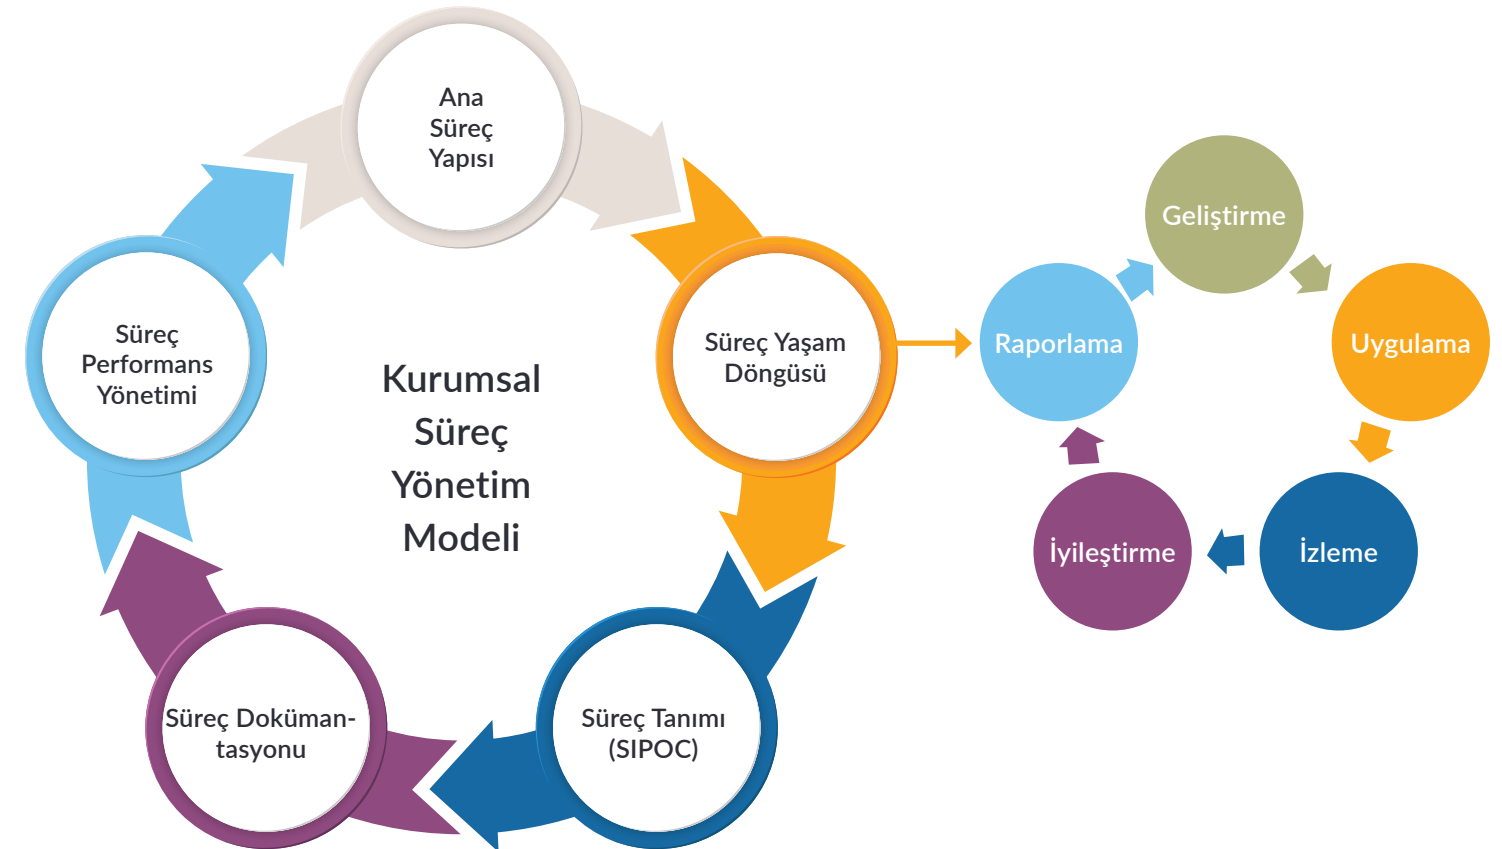 Ana
Süreç
Yapısı
Süreç Yaşam
Döngüsü
Süreç Tanımı
(SIPOC)
Süreç Doküman-
tasyonu
Süreç
Performans
Yönetimi
Kurumsal
Süreç
Yönetim
Modeli
Geliştirme
Uygulama
İzleme
İyileştirme
Raporlama